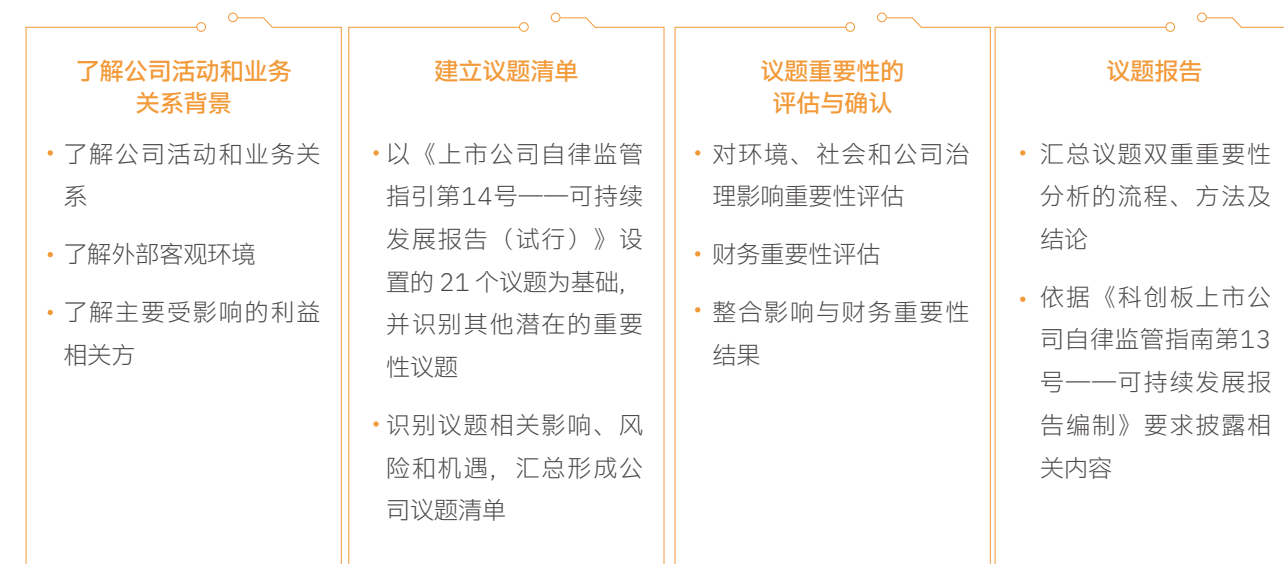 了解公司活动和业务
关系背景
• 了解公司活动和业务关
系
• 了解外部客观环境
• 了解主要受影响的利益
相关方
建立议题清单
• 以《上市公司自律监管
指引第14号——可持续
发展报告（试行）》设
置的 21 个议题为基础，
并识别其他潜在的重要
性议题
• 识别议题相关影响、风
险和机遇，汇总形成公
司议题清单
议题重要性的
评估与确认
• 对环境、社会和公司治
理影响重要性评估
• 财务重要性评估
• 整合影响与财务重要性
结果
议题报告
• 汇总议题双重重要性
分析的流程、方法及
结论
• 依据《科创板上市公
司自律监管指南第13
号——可持续发展报
告编制》要求披露相
关内容